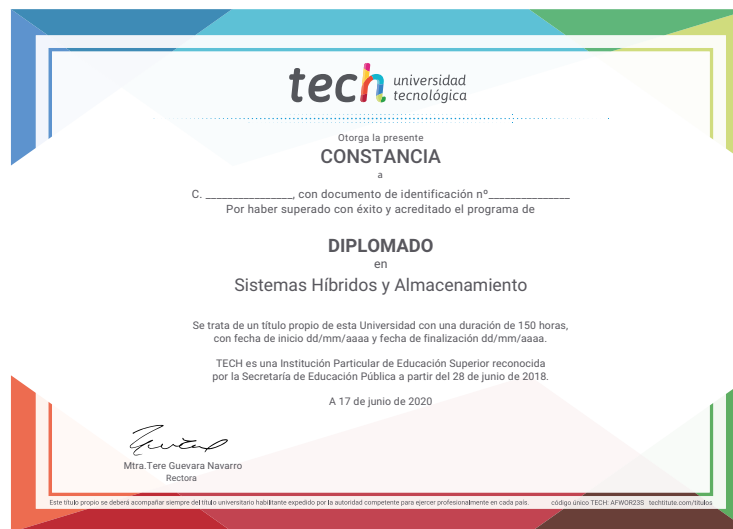 tech universidad
tecnológica
Otorga la presente
CONSTANCIA
a
C. ________________, con documento de identificación nº_______________
Por haber superado con éxito y acreditado el programa de
DIPLOMADO
en
Sistemas Híbridos y Almacenamiento
Se trata de un título propio de esta Universidad con una duración de 150 horas,
con fecha de inicio dd/mm/aaaa y fecha de finalización dd/mm/aaaa.
TECH es una Institución Particular de Educación Superior reconocida
por la Secretaría de Educación Pública a partir del 28 de junio de 2018.
A 17 de junio de 2020
Mtra.Tere Guevara Navarro
Rectora
Este título propio se deberá acompañar siempre del título universitario habilitante expedido por la autoridad competente para ejercer profesionalmente en cada país. código único TECH: AFWOR23S techtitute.com/titulos